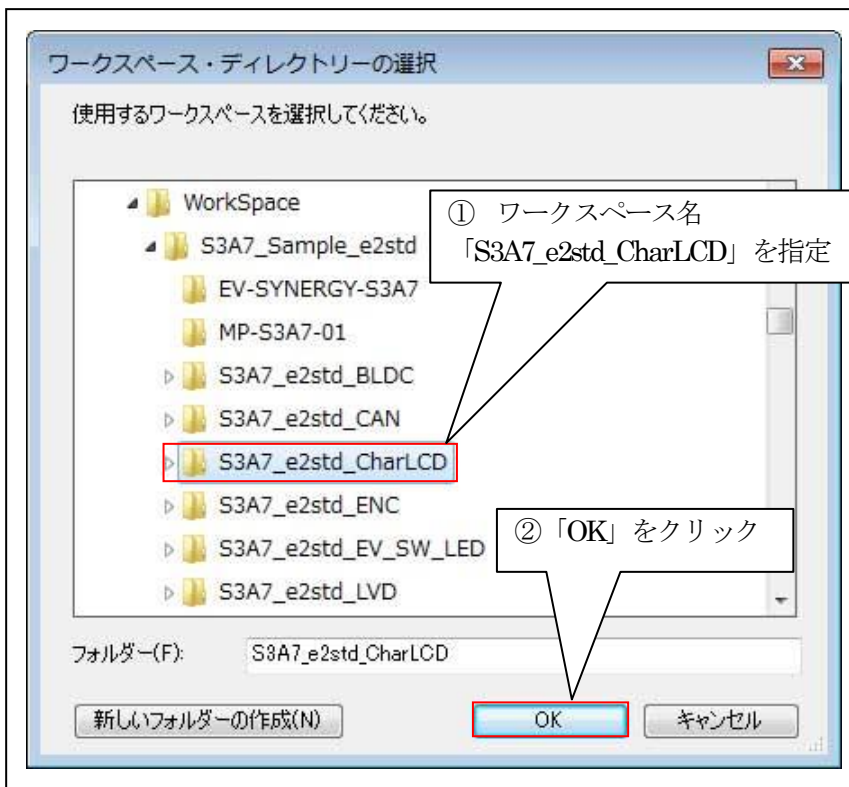 ワークスペース・ディレクトリーの選択
使用するワークスペースを選択してください。
WorkSpace
S3A7_Sample_e2std
① ワークスペース名
「S3A7_e2std_CharLCD」を指定
EV-SYNERGY-S3A7
MP-S3A7-01
S3A7_e2std_BLDC
S3A7_e2std_CAN
S3A7_e2std_CharLCD
S3A7_e2std_ENC
②「OK」をクリック
S3A7_e2std_EV_SW_LED
S3A7_e2std_LVD
フォルダー(F): S3A7_e2std_CharLCD
新しいフォルダーの作成(N) OK キャンセル